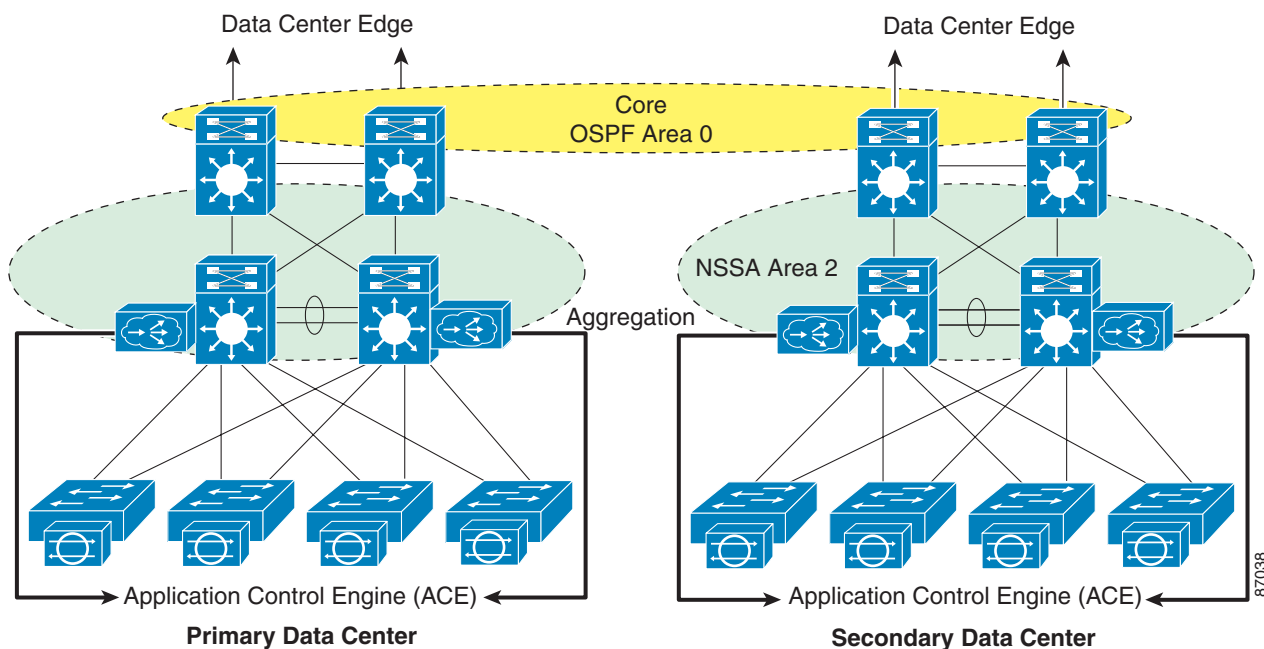 Data Center Edge
Data Center Edge
Core
OSPF Area 0
NSSA Area 2
Aggregation
Application Control Engine (ACE)
Application Control Engine (ACE)
Primary Data Center
Secondary Data Center
87038